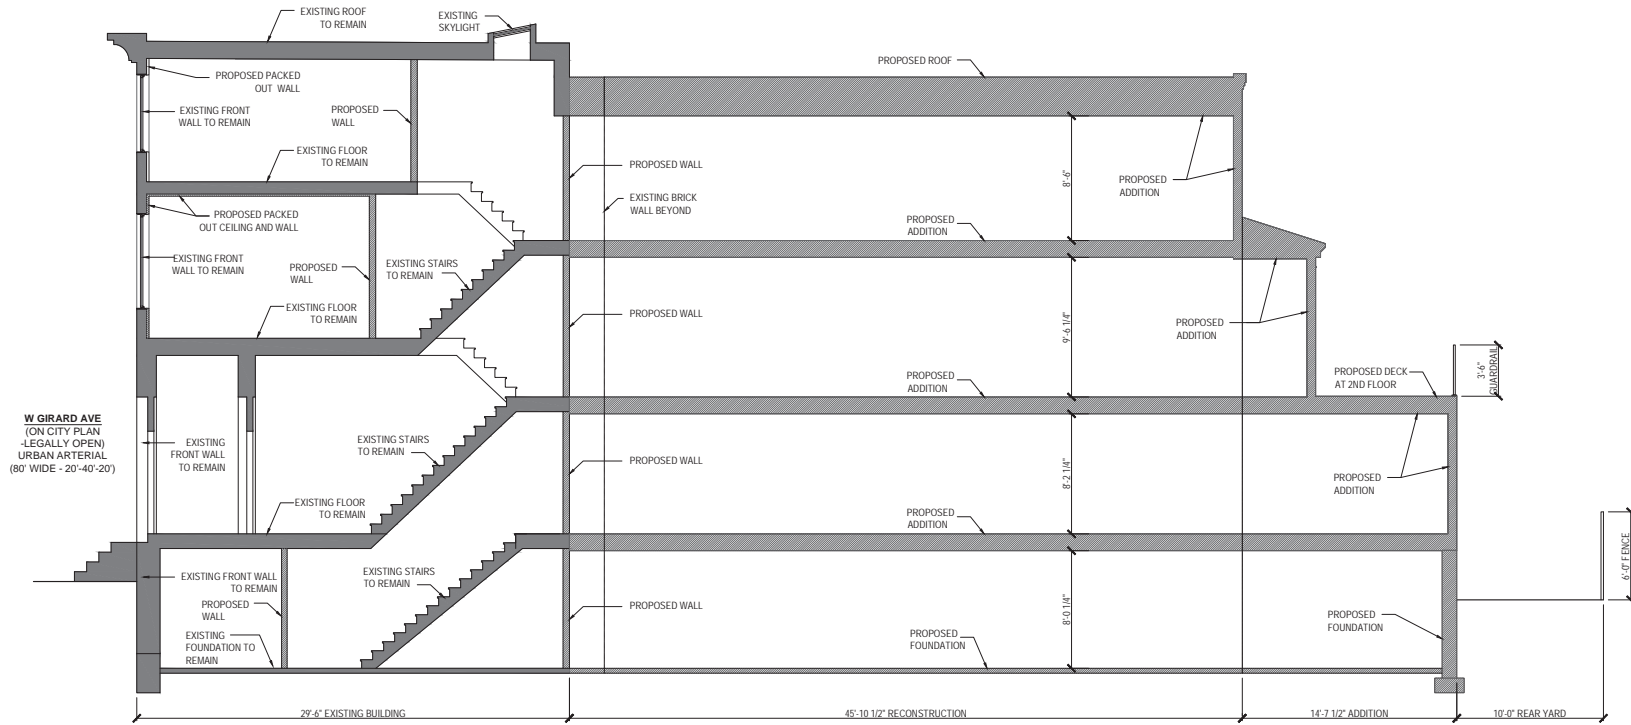 EXISTING ROOF
TO REMAIN
EXISTING
SKYLIGHT
PROPOSED ROOF
PROPOSED PACKED
OUT WALL
EXISTING FRONT
WALL TO REMAIN
PROPOSED
WALL
EXISTING FLOOR
TO REMAIN
PROPOSED WALL
EXISTING BRICK
WALL BEYOND
8'-6"
PROPOSED
ADDITION
PROPOSED
ADDITION
PROPOSED PACKED
OUT CEILING AND WALL
EXISTING FRONT
WALL TO REMAIN
PROPOSED
WALL
EXISTING STAIRS
TO REMAIN
EXISTING FLOOR
TO REMAIN
PROPOSED WALL
9'-6 1/4"
PROPOSED
ADDITION
PROPOSED
ADDITION
PROPOSED DECK
AT 2ND FLOOR
3'-6"
GUARDRAIL
W GIRARD AVE
(ON CITY PLAN
-LEGALLY OPEN)
URBAN ARTERIAL
(80' WIDE - 20'-40'-20')
EXISTING
FRONT WALL
TO REMAIN
EXISTING STAIRS
TO REMAIN
EXISTING FLOOR
TO REMAIN
PROPOSED WALL
8'-2 1/4"
PROPOSED
ADDITION
PROPOSED
ADDITION
6'-0" FENCE
EXISTING FRONT WALL
TO REMAIN
PROPOSED
WALL
EXISTING
FOUNDATION TO
REMAIN
EXISTING STAIRS
TO REMAIN
PROPOSED WALL
8'-0 1/4"
PROPOSED
FOUNDATION
PROPOSED
FOUNDATION
29'-6" EXISTING BUILDING
45'-10 1/2" RECONSTRUCTION
14'-7 1/2" ADDITION
10'-0" REAR YARD